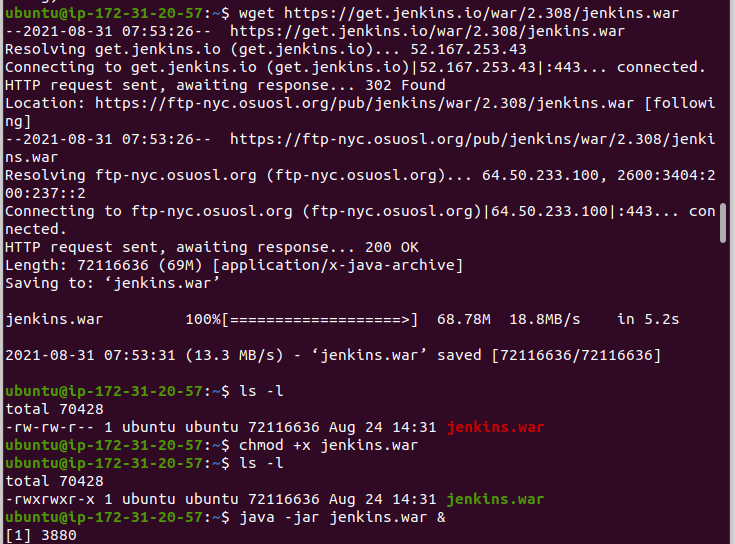 ubuntu@ip-172-31-20-57:~$ wget https://get.jenkins.io/war/2.308/jenkins.war
--2021-08-31 07:53:26--  https://get.jenkins.io/war/2.308/jenkins.war
Resolving get.jenkins.io (get.jenkins.io)... 52.167.253.43
Connecting to get.jenkins.io (get.jenkins.io)|52.167.253.43|:443... connected.
HTTP request sent, awaiting response... 302 Found
Location: https://ftp-nyc.osuosl.org/pub/jenkins/war/2.308/jenkins.war [followi
ng]
--2021-08-31 07:53:26--  https://ftp-nyc.osuosl.org/pub/jenkins/war/2.308/jenki
ns.war
Resolving ftp-nyc.osuosl.org (ftp-nyc.osuosl.org)... 64.50.233.100, 2600:3404:2
00:237::2
Connecting to ftp-nyc.osuosl.org (ftp-nyc.osuosl.org)|64.50.233.100|:443... con
nected.
HTTP request sent, awaiting response... 200 OK
Length: 72116636 (69M) [application/x-java-archive]
Saving to: ‘jenkins.war’
jenkins.war         100%[===================>]  68.78M  18.8MB/s    in 5.2s
2021-08-31 07:53:31 (13.3 MB/s) - ‘jenkins.war’ saved [72116636/72116636]
ubuntu@ip-172-31-20-57:~$ ls -l
total 70428
-rw-rw-r-- 1 ubuntu ubuntu 72116636 Aug 24 14:31 jenkins.war
ubuntu@ip-172-31-20-57:~$ chmod +x jenkins.war
ubuntu@ip-172-31-20-57:~$ ls -l
total 70428
-rwxrwxr-x 1 ubuntu ubuntu 72116636 Aug 24 14:31 jenkins.war
ubuntu@ip-172-31-20-57:~$ java -jar jenkins.war &
[1] 3880